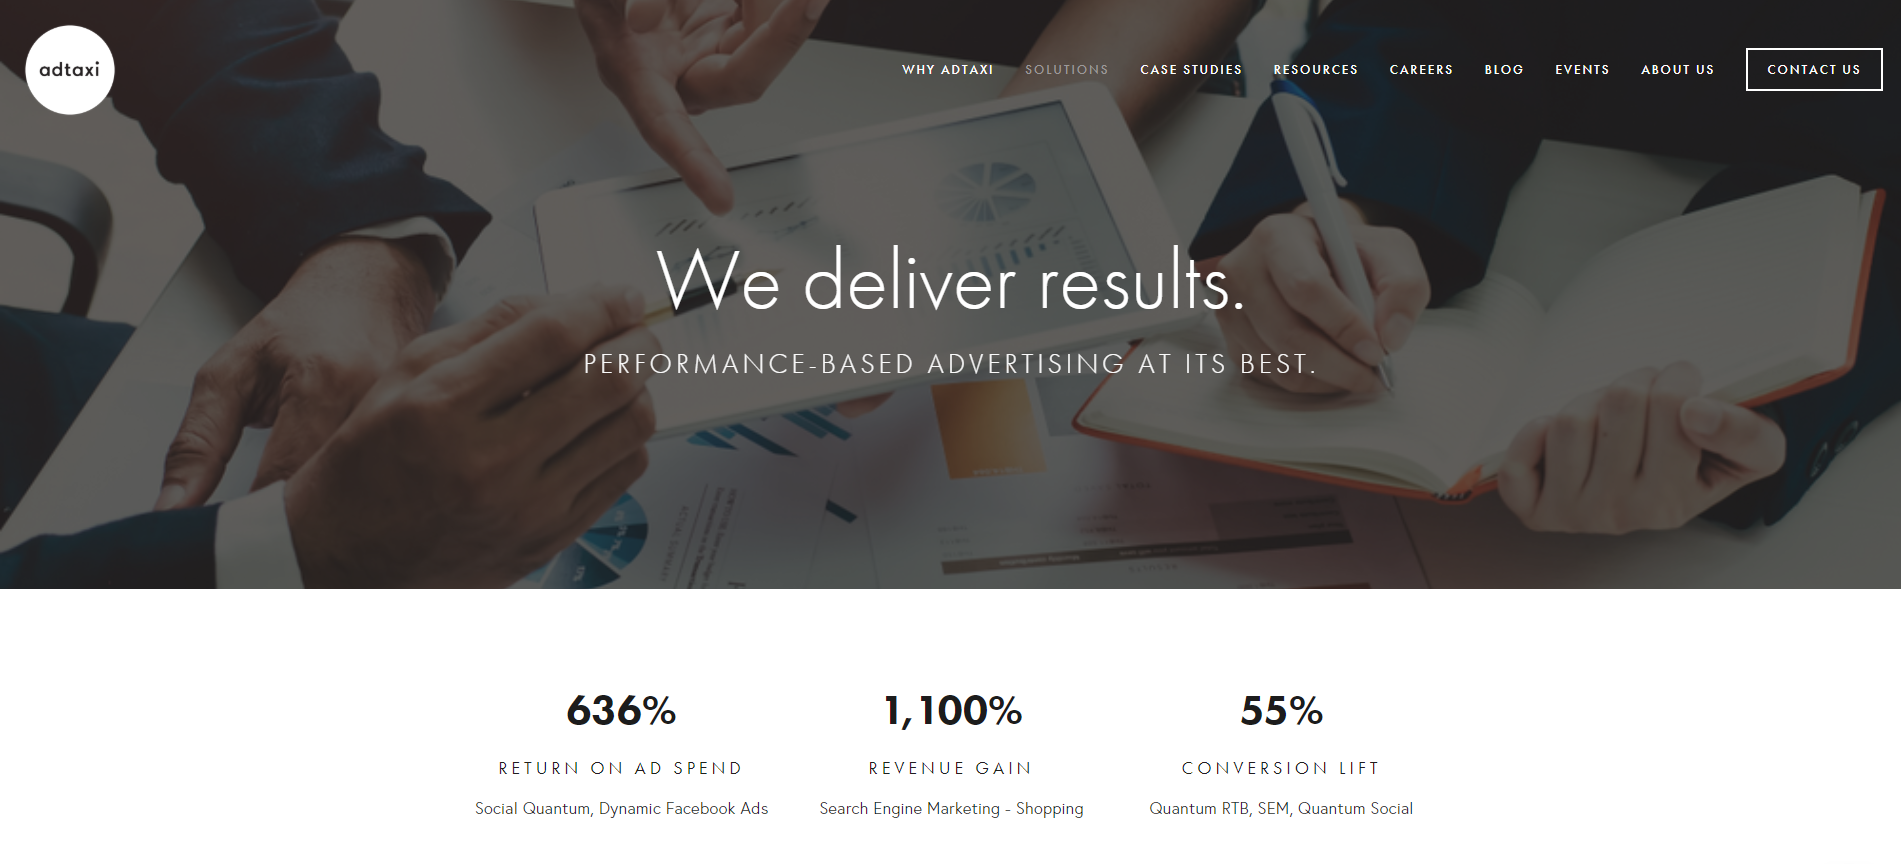 adtaxi
WHY ADTAXI SOLUTIONS CASE STUDIES RESOURCES CAREERS BLOG EVENTS ABOUT US CONTACT US
We deliver results.
PERFORMANCE-BASED ADVERTISING AT ITS BEST.
636% 1,100% 55%
RETURN ON AD SPEND REVENUE GAIN CONVERSION LIFT
Social Quantum, Dynamic Facebook Ads Search Engine Marketing - Shopping Quantum RTB, SEM, Quantum Social